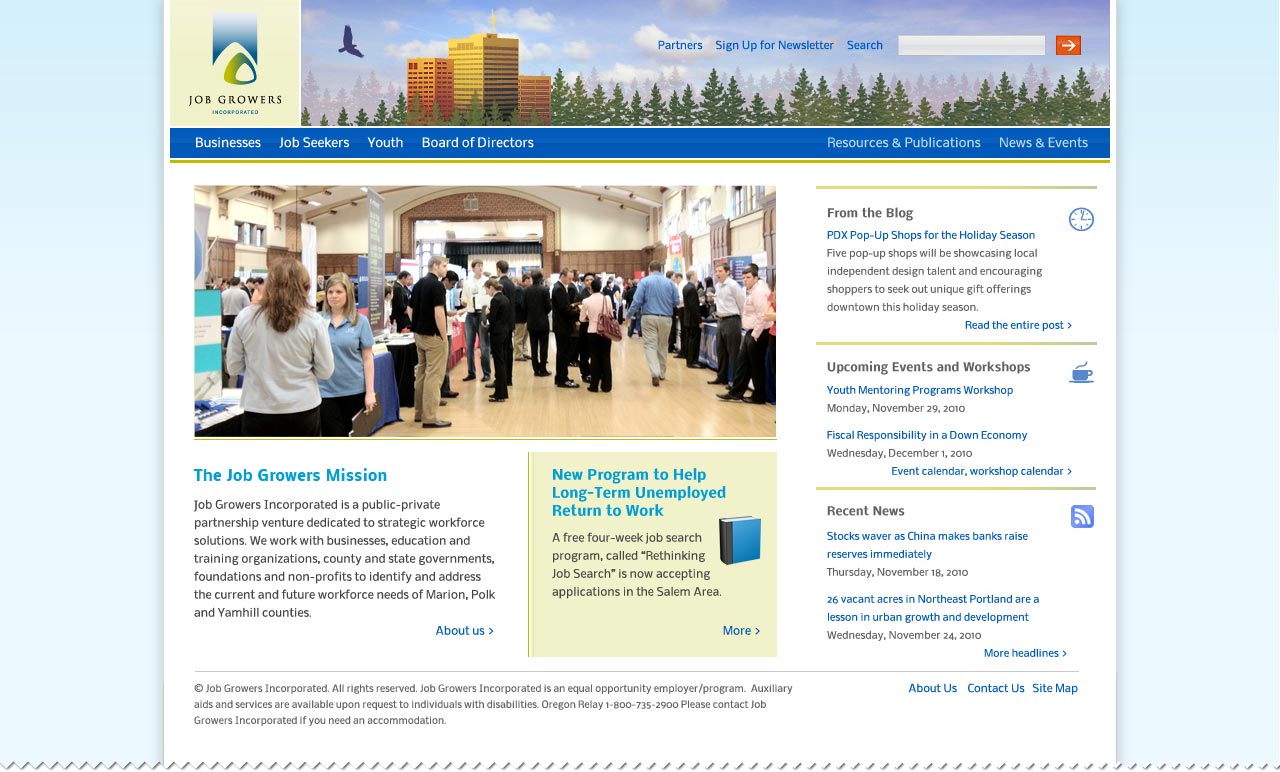 JOB GROWERS
INCORPORATED
Partners Sign Up for Newsletter Search
Businesses Job Seekers Youth Board of Directors Resources & Publications News & Events
The Job Growers Mission
Job Growers Incorporated is a public-private
partnership venture dedicated to strategic workforce
solutions. We work with businesses, education and
training organizations, county and state governments,
foundations and non-profits to identify and address
the current and future workforce needs of Marion, Polk
and Yamhill counties.
About us >
New Program to Help
Long-Term Unemployed
Return to Work
A free four-week job search
program, called “Rethinking
Job Search” is now accepting
applications in the Salem Area.
More >
From the Blog
PDX Pop-Up Shops for the Holiday Season
Five pop-up shops will be showcasing local
independent design talent and encouraging
shoppers to seek out unique gift offerings
downtown this holiday season.
Read the entire post >
Upcoming Events and Workshops
Youth Mentoring Programs Workshop
Monday, November 29, 2010
Fiscal Responsibility in a Down Economy
Wednesday, December 1, 2010
Event calendar, workshop calendar >
Recent News
Stocks waver as China makes banks raise
reserves immediately
Thursday, November 18, 2010
26 vacant acres in Northeast Portland are a
lesson in urban growth and development
Wednesday, November 24, 2010
More headlines >
© Job Growers Incorporated. All rights reserved. Job Growers Incorporated is an equal opportunity employer/program. Auxiliary
aids and services are available upon request to individuals with disabilities. Oregon Relay 1-800-735-2900 Please contact Job
Growers Incorporated if you need an accommodation.
About Us Contact Us Site Map